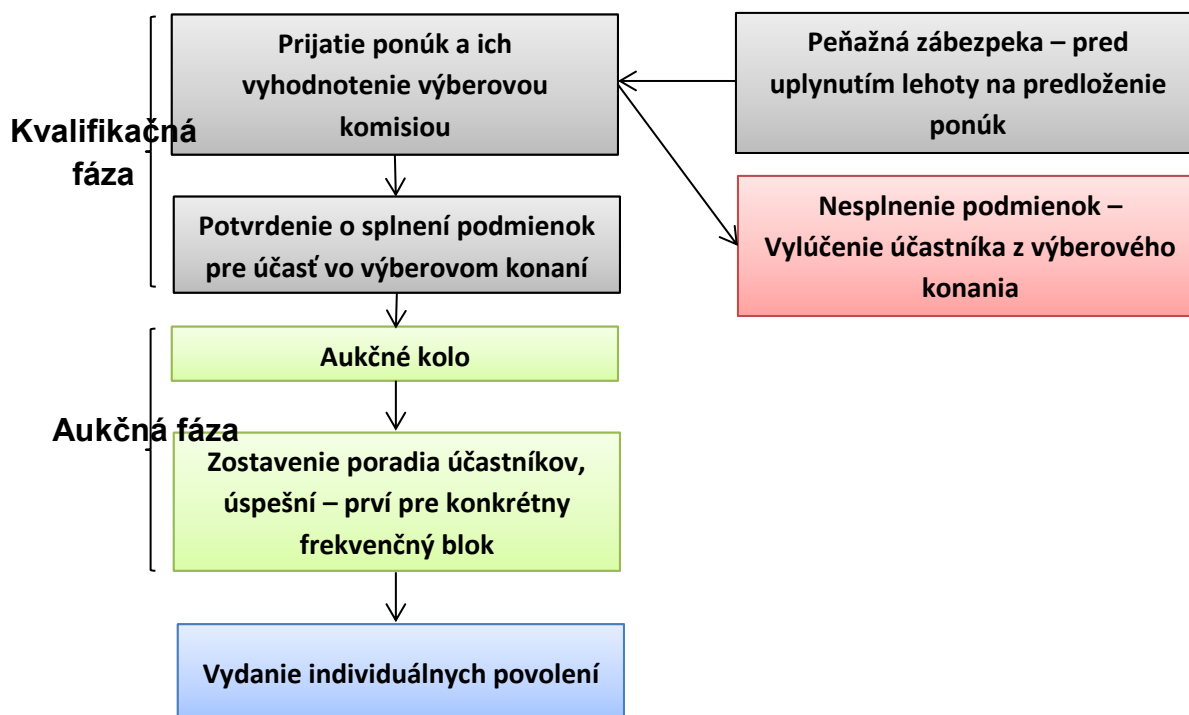 Kvalifikačná
fáza
Prijatie ponúk a ich
vyhodnotenie výberovou
komisiou
Peňažná zábezpeka – pred
uplynutím lehoty na predloženie
ponúk
Nesplnenie podmienok –
Vylúčenie účastníka z výberového
konania
Potvrdenie o splnení podmienok
pre účasť vo výberovom konaní
Aukčná fáza
Aukčné kolo
Zostavenie poradia účastníkov,
úspešní – prví pre konkrétny
frekvenčný blok
Vydanie individuálnych povolení